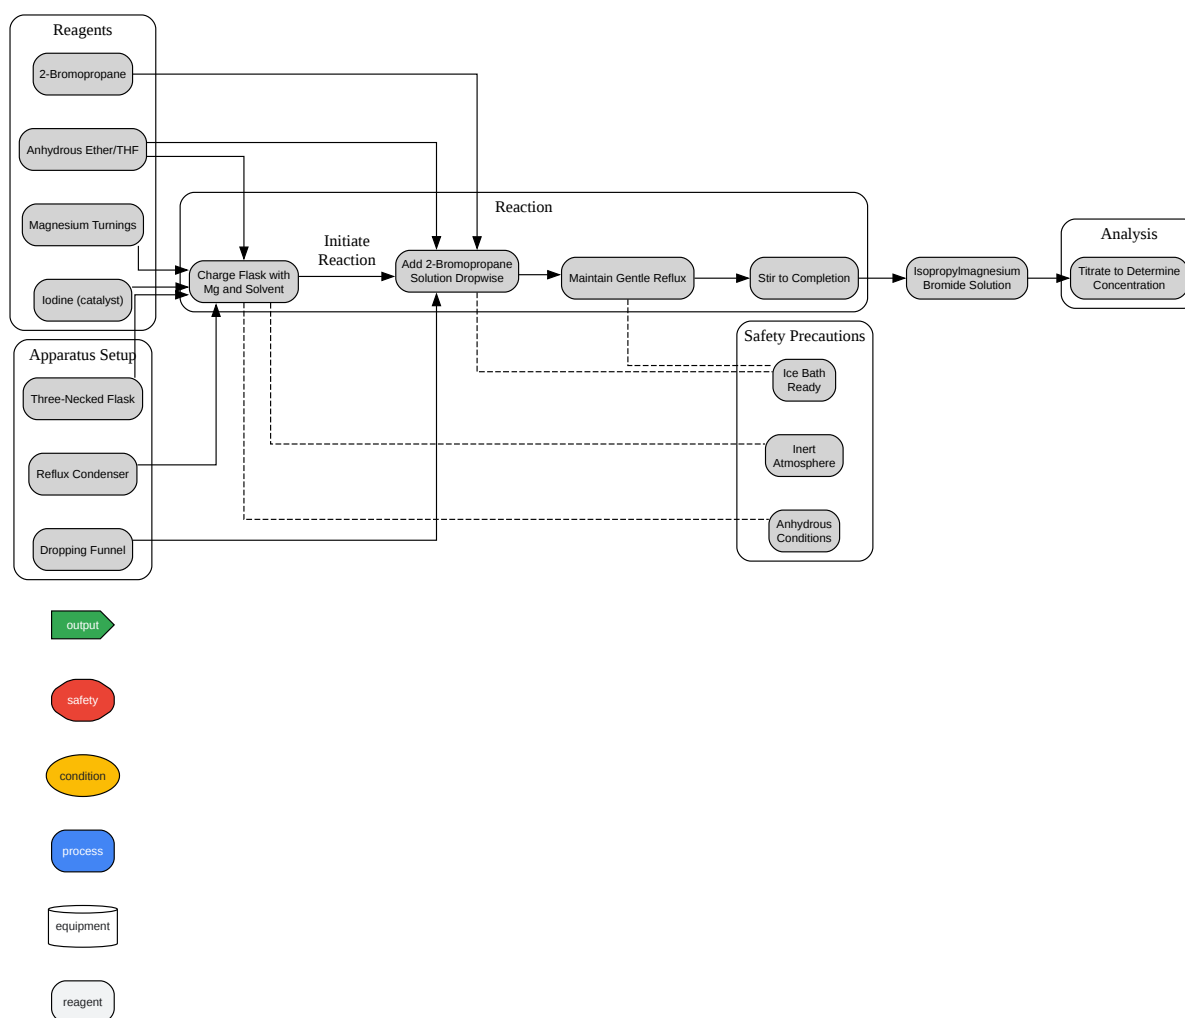 Reagents
2-Bromopropane
Anhydrous Ether/THF
Magnesium Turnings
Iodine (catalyst)
Apparatus Setup
Three-Necked Flask
Reflux Condenser
Dropping Funnel
Reaction
Charge Flask with
Mg and Solvent
Initiate
Reaction
Add 2-Bromopropane
Solution Dropwise
Maintain Gentle Reflux
Stir to Completion
Isopropylmagnesium
Bromide Solution
Analysis
Titrate to Determine
Concentration
Safety Precautions
Ice Bath
Ready
Inert
Atmosphere
Anhydrous
Conditions
output
safety
condition
process
equipment
reagent